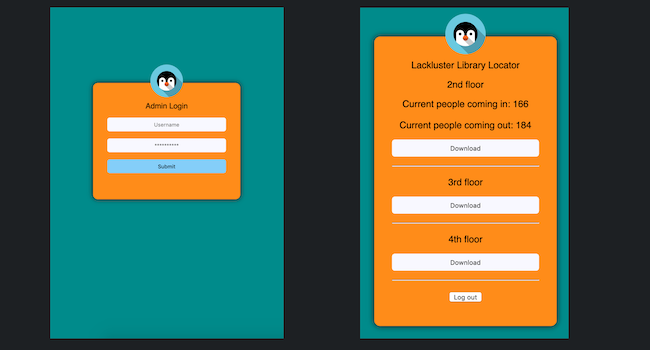 Admin Login
Username
**********
Submit
Lackluster Library Locator
2nd floor
Current people coming in: 166
Current people coming out: 184
Download
3rd floor
Download
4th floor
Download
Log out